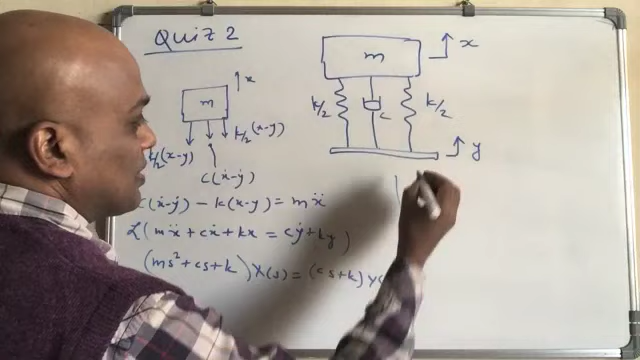 QUIZ 2
m
x
k/2 (x-y)
k/2 (x-y)
c(ẋ-ẏ)
m
x
k/2
c
k/2
y
c(ẋ-ẏ) - k(x-y) = mẍ
L(mẍ + cẋ + kx = cẏ + ky)
(ms² + cs + k) X(s) = (cs + k) Y(